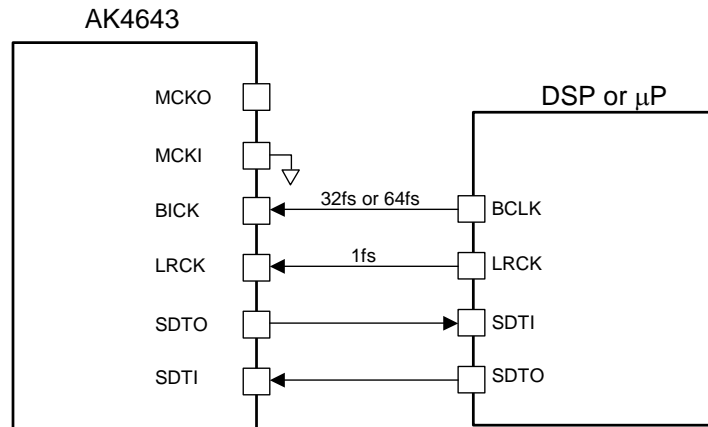 AK4643
DSP or μP
MCKO
MCKI
BICK
32fs or 64fs
BCLK
LRCK
1fs
LRCK
SDTO
SDTI
SDTI
SDTO